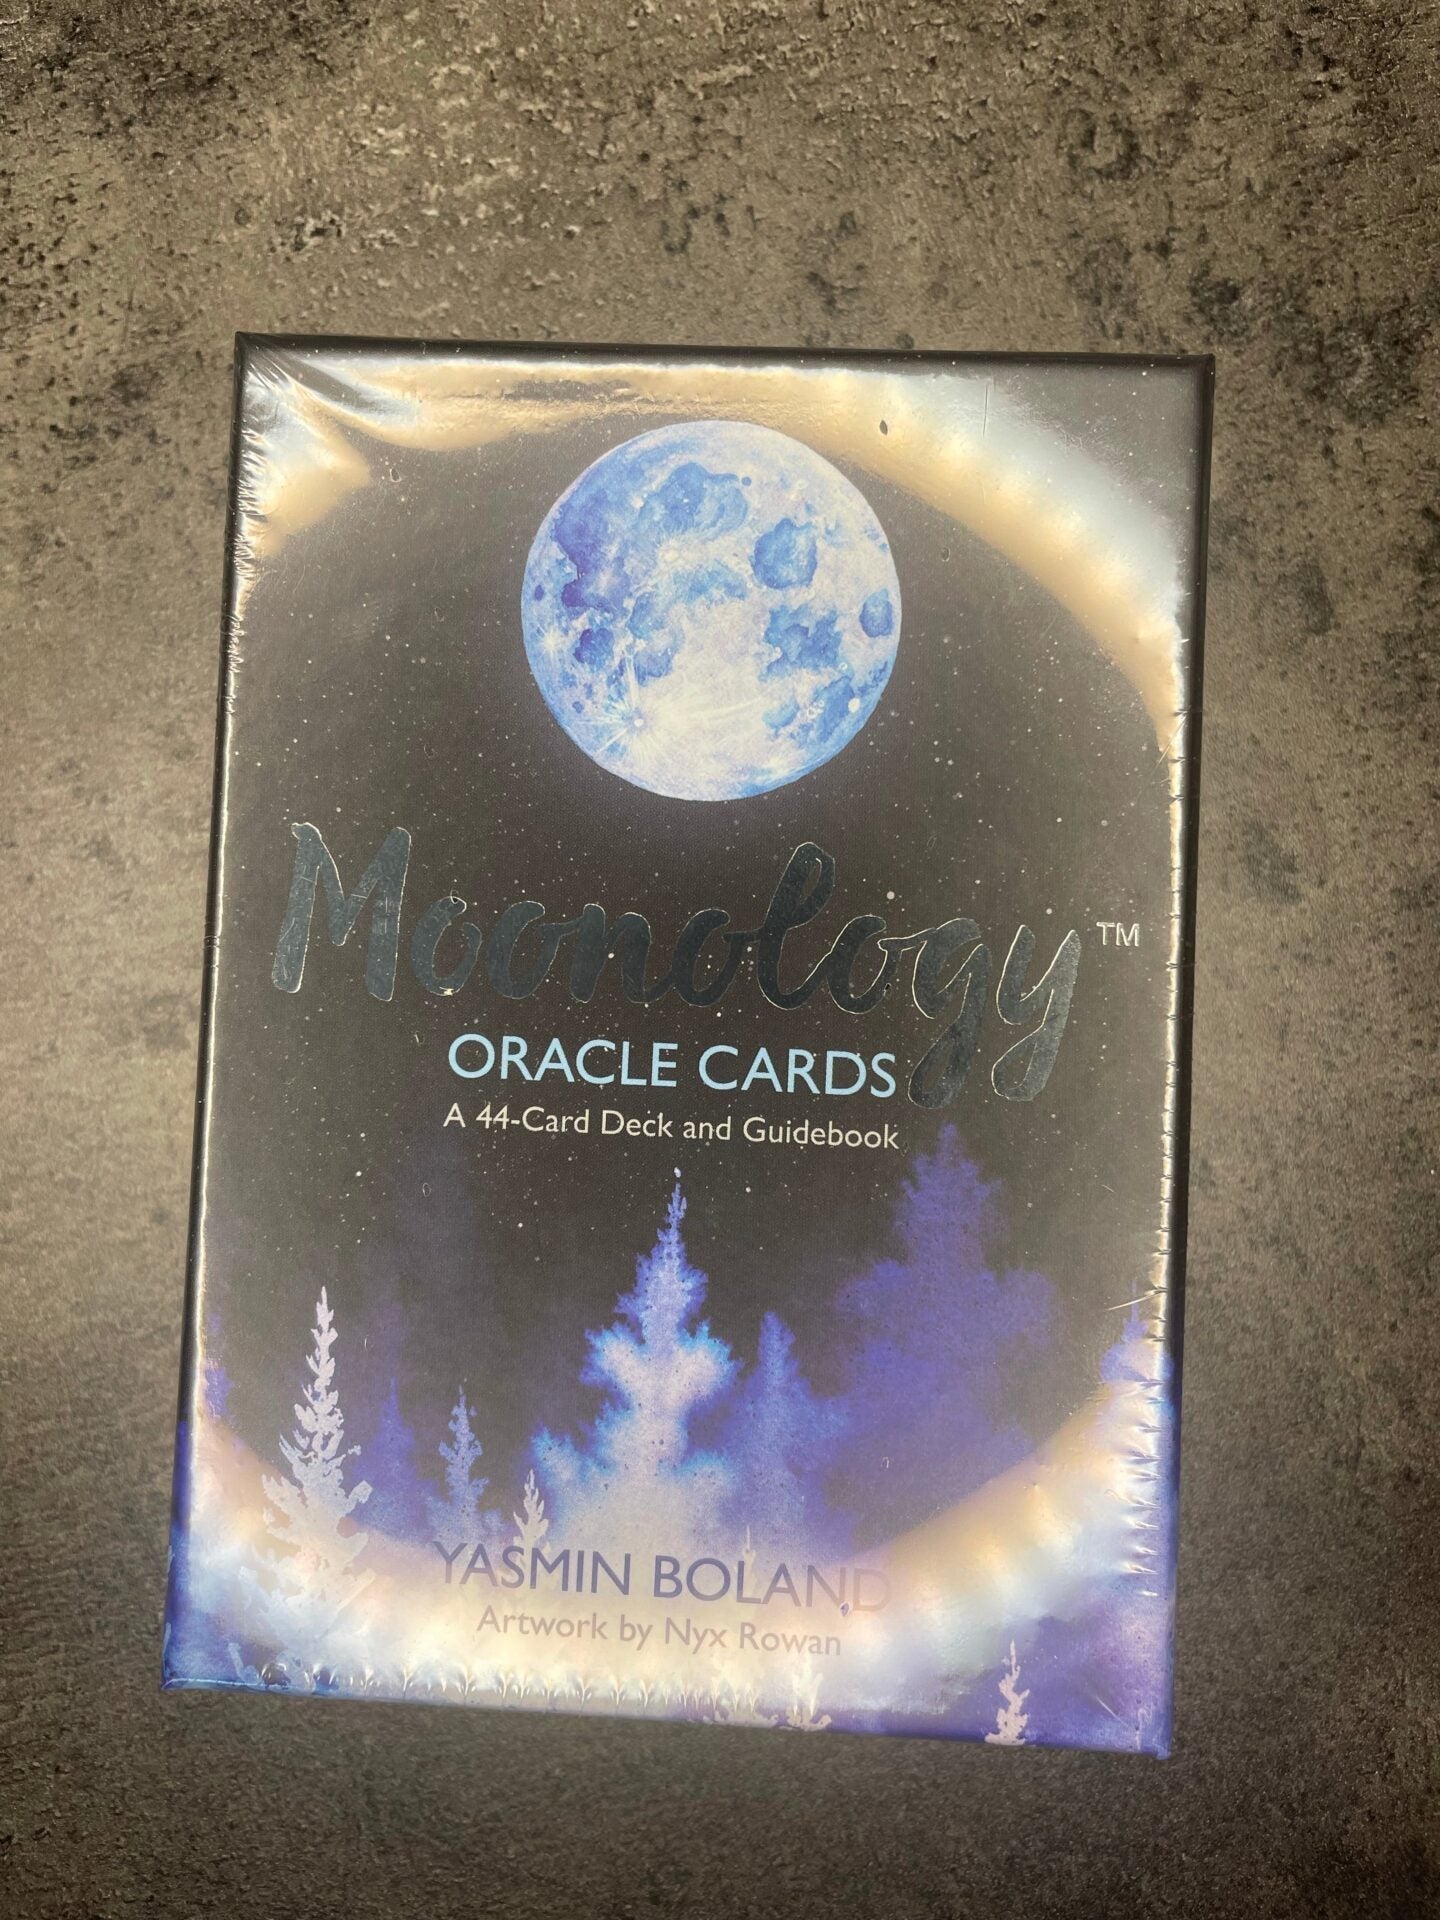 Moonology™
ORACLE CARDS
A 44-Card Deck and Guidebook
YASMIN BOLAND
Artwork by Nyx Rowan